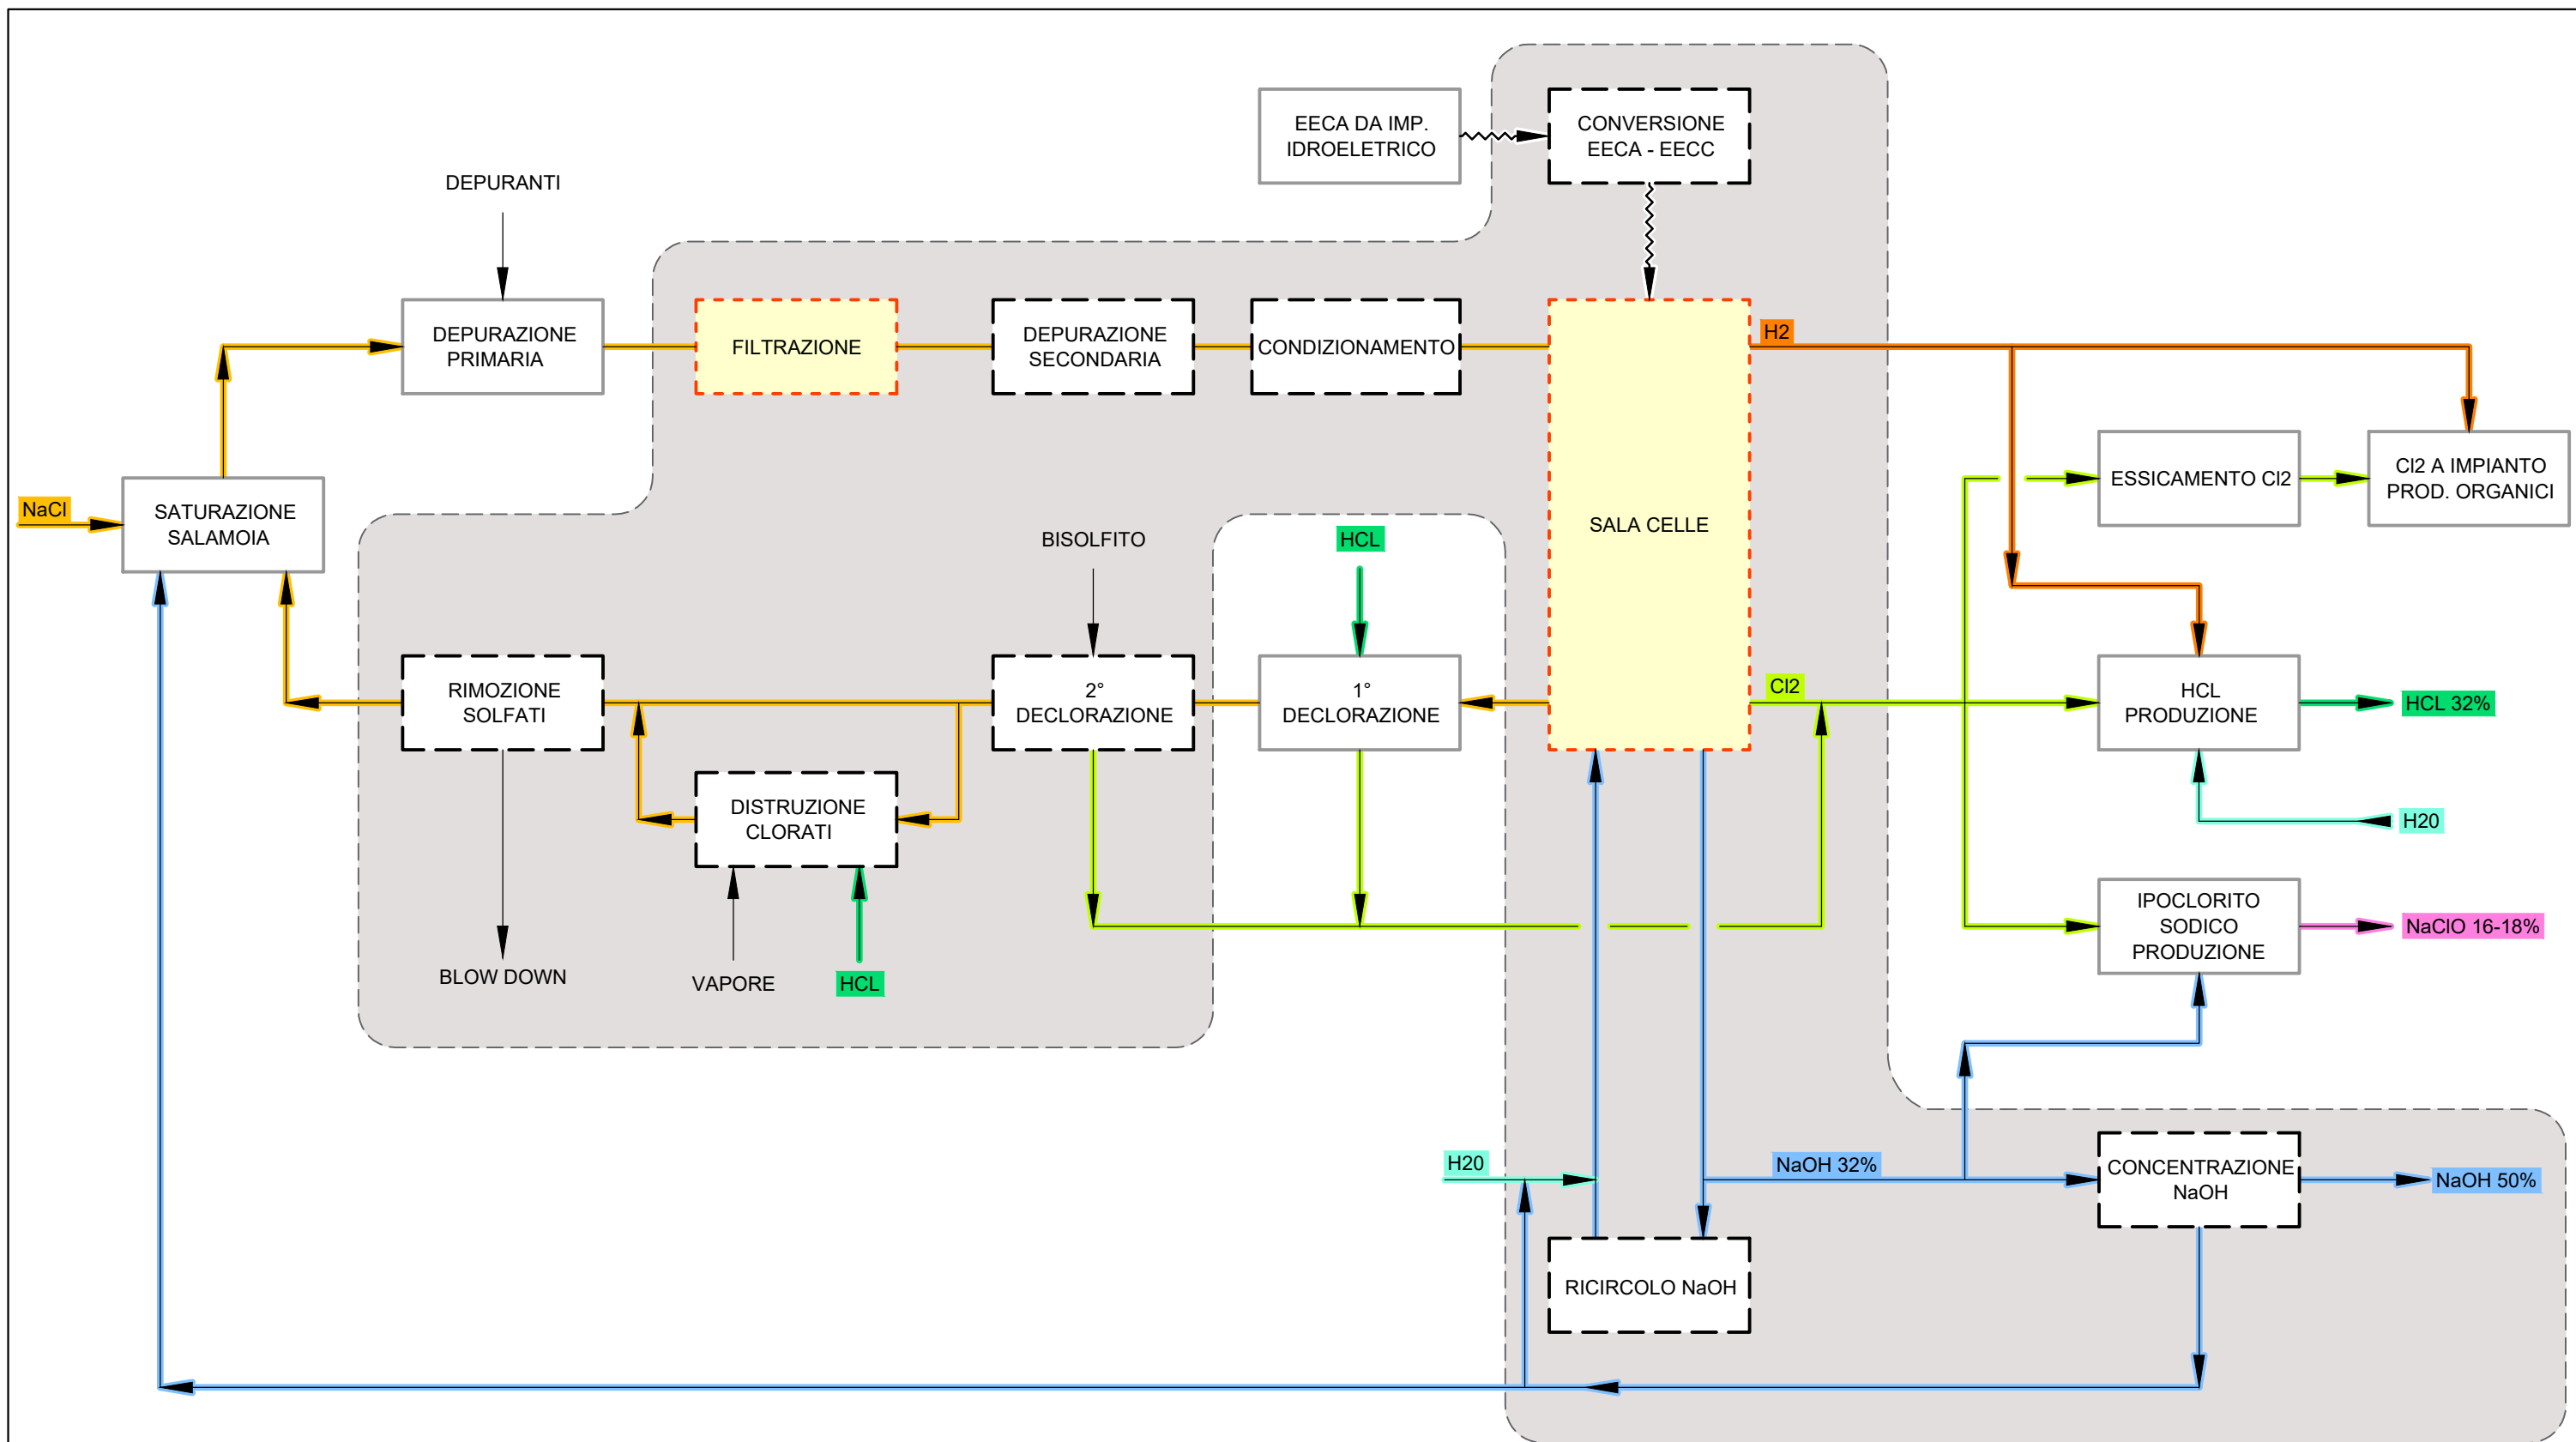 EECA DA IMP.
IDROELETRICO
CONVERSIONE
EECA - EECC
DEPURANTI
DEPURAZIONE
PRIMARIA
FILTRAZIONE
DEPURAZIONE
SECONDARIA
CONDIZIONAMENTO
H2
NaCl
SATURAZIONE
SALAMOIA
BISOLFITO
HCL
SALA CELLE
ESSICAMENTO Cl2
Cl2 A IMPIANTO
PROD. ORGANICI
RIMOZIONE
SOLFATI
2°
DECLORAZIONE
1°
DECLORAZIONE
Cl2
HCL
PRODUZIONE
HCL 32%
DISTRUZIONE
CLORATI
H20
BLOW DOWN
VAPORE
HCL
IPOCLORITO
SODICO
PRODUZIONE
NaClO 16-18%
H20
NaOH 32%
CONCENTRAZIONE
NaOH
NaOH 50%
RICIRCOLO NaOH